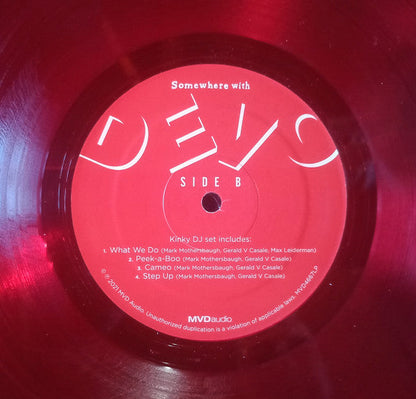 Somewhere with
DEVO
SIDE B
Kinky DJ set includes:
1. What We Do (Mark Mothersbaugh, Gerald V Casale, Max Leiderman)
2. Peek-a-Boo (Mark Mothersbaugh, Gerald V Casale)
3. Cameo (Mark Mothersbaugh, Gerald V Casale)
4. Step Up (Mark Mothersbaugh, Gerald V Casale)
MVDaudio
© ℗ 2021 MVD Audio. Unauthorized duplication is a violation of applicable laws. MVD4687LP